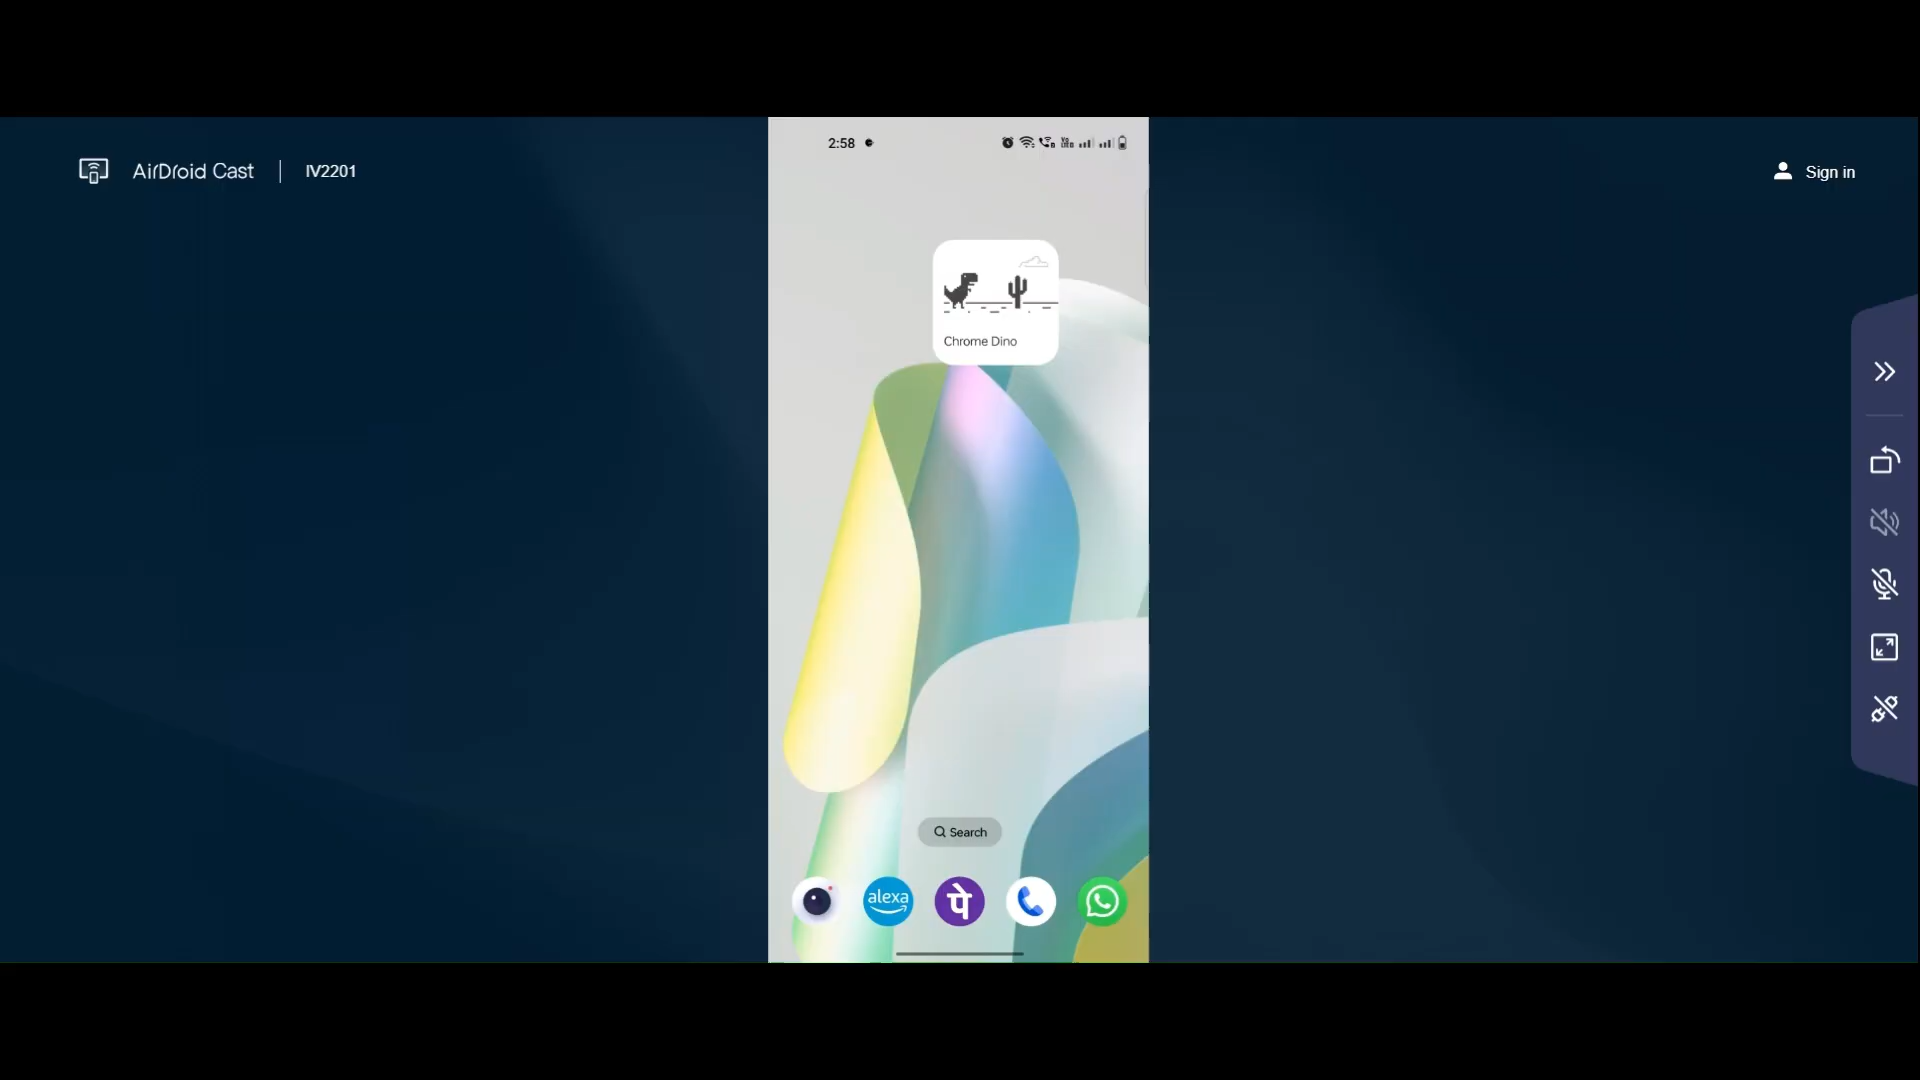 2:58
AirDroid Cast | IV2201
Sign in
Chrome Dino
Search
alexa
पे